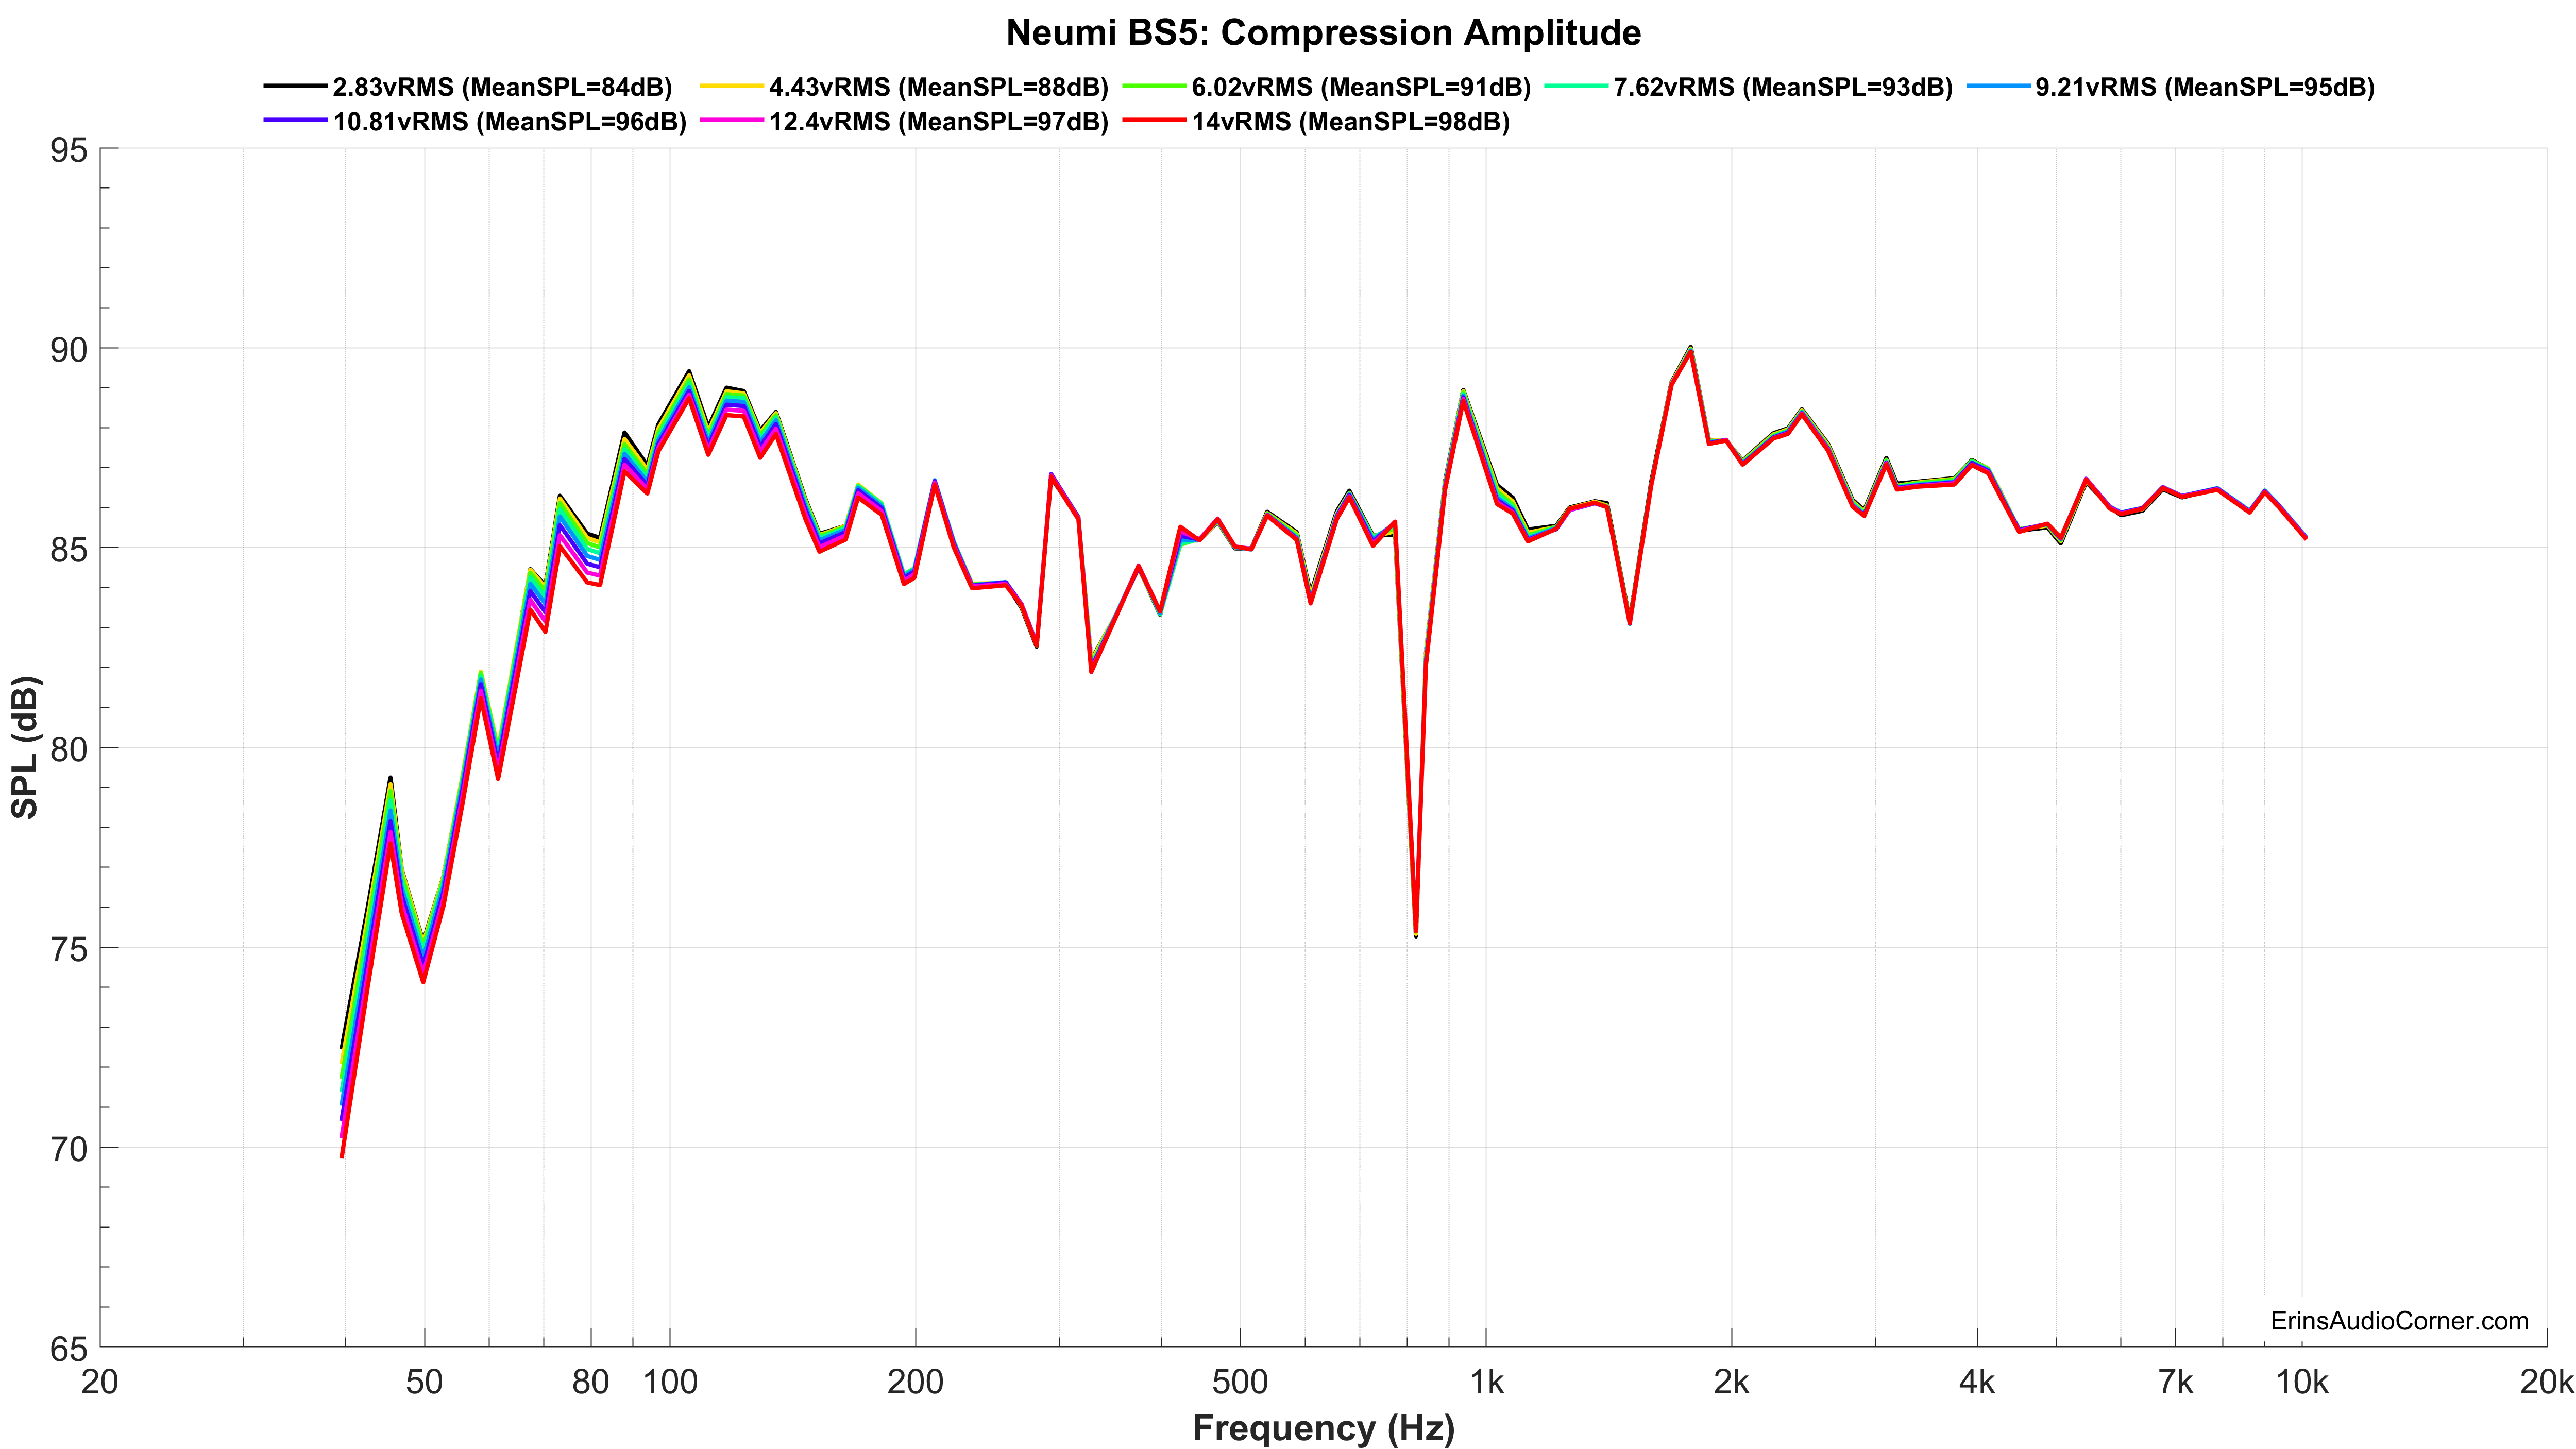 Neumi BS5: Compression Amplitude
2.83vRMS (MeanSPL=84dB) 4.43vRMS (MeanSPL=88dB) 6.02vRMS (MeanSPL=91dB) 7.62vRMS (MeanSPL=93dB) 9.21vRMS (MeanSPL=95dB)
10.81vRMS (MeanSPL=96dB) 12.4vRMS (MeanSPL=97dB) 14vRMS (MeanSPL=98dB)
95
90
85
80
75
70
65
SPL (dB)
ErinsAudioCorner.com
20 50 80 100 200 500 1k 2k 4k 7k 10k 20k
Frequency (Hz)